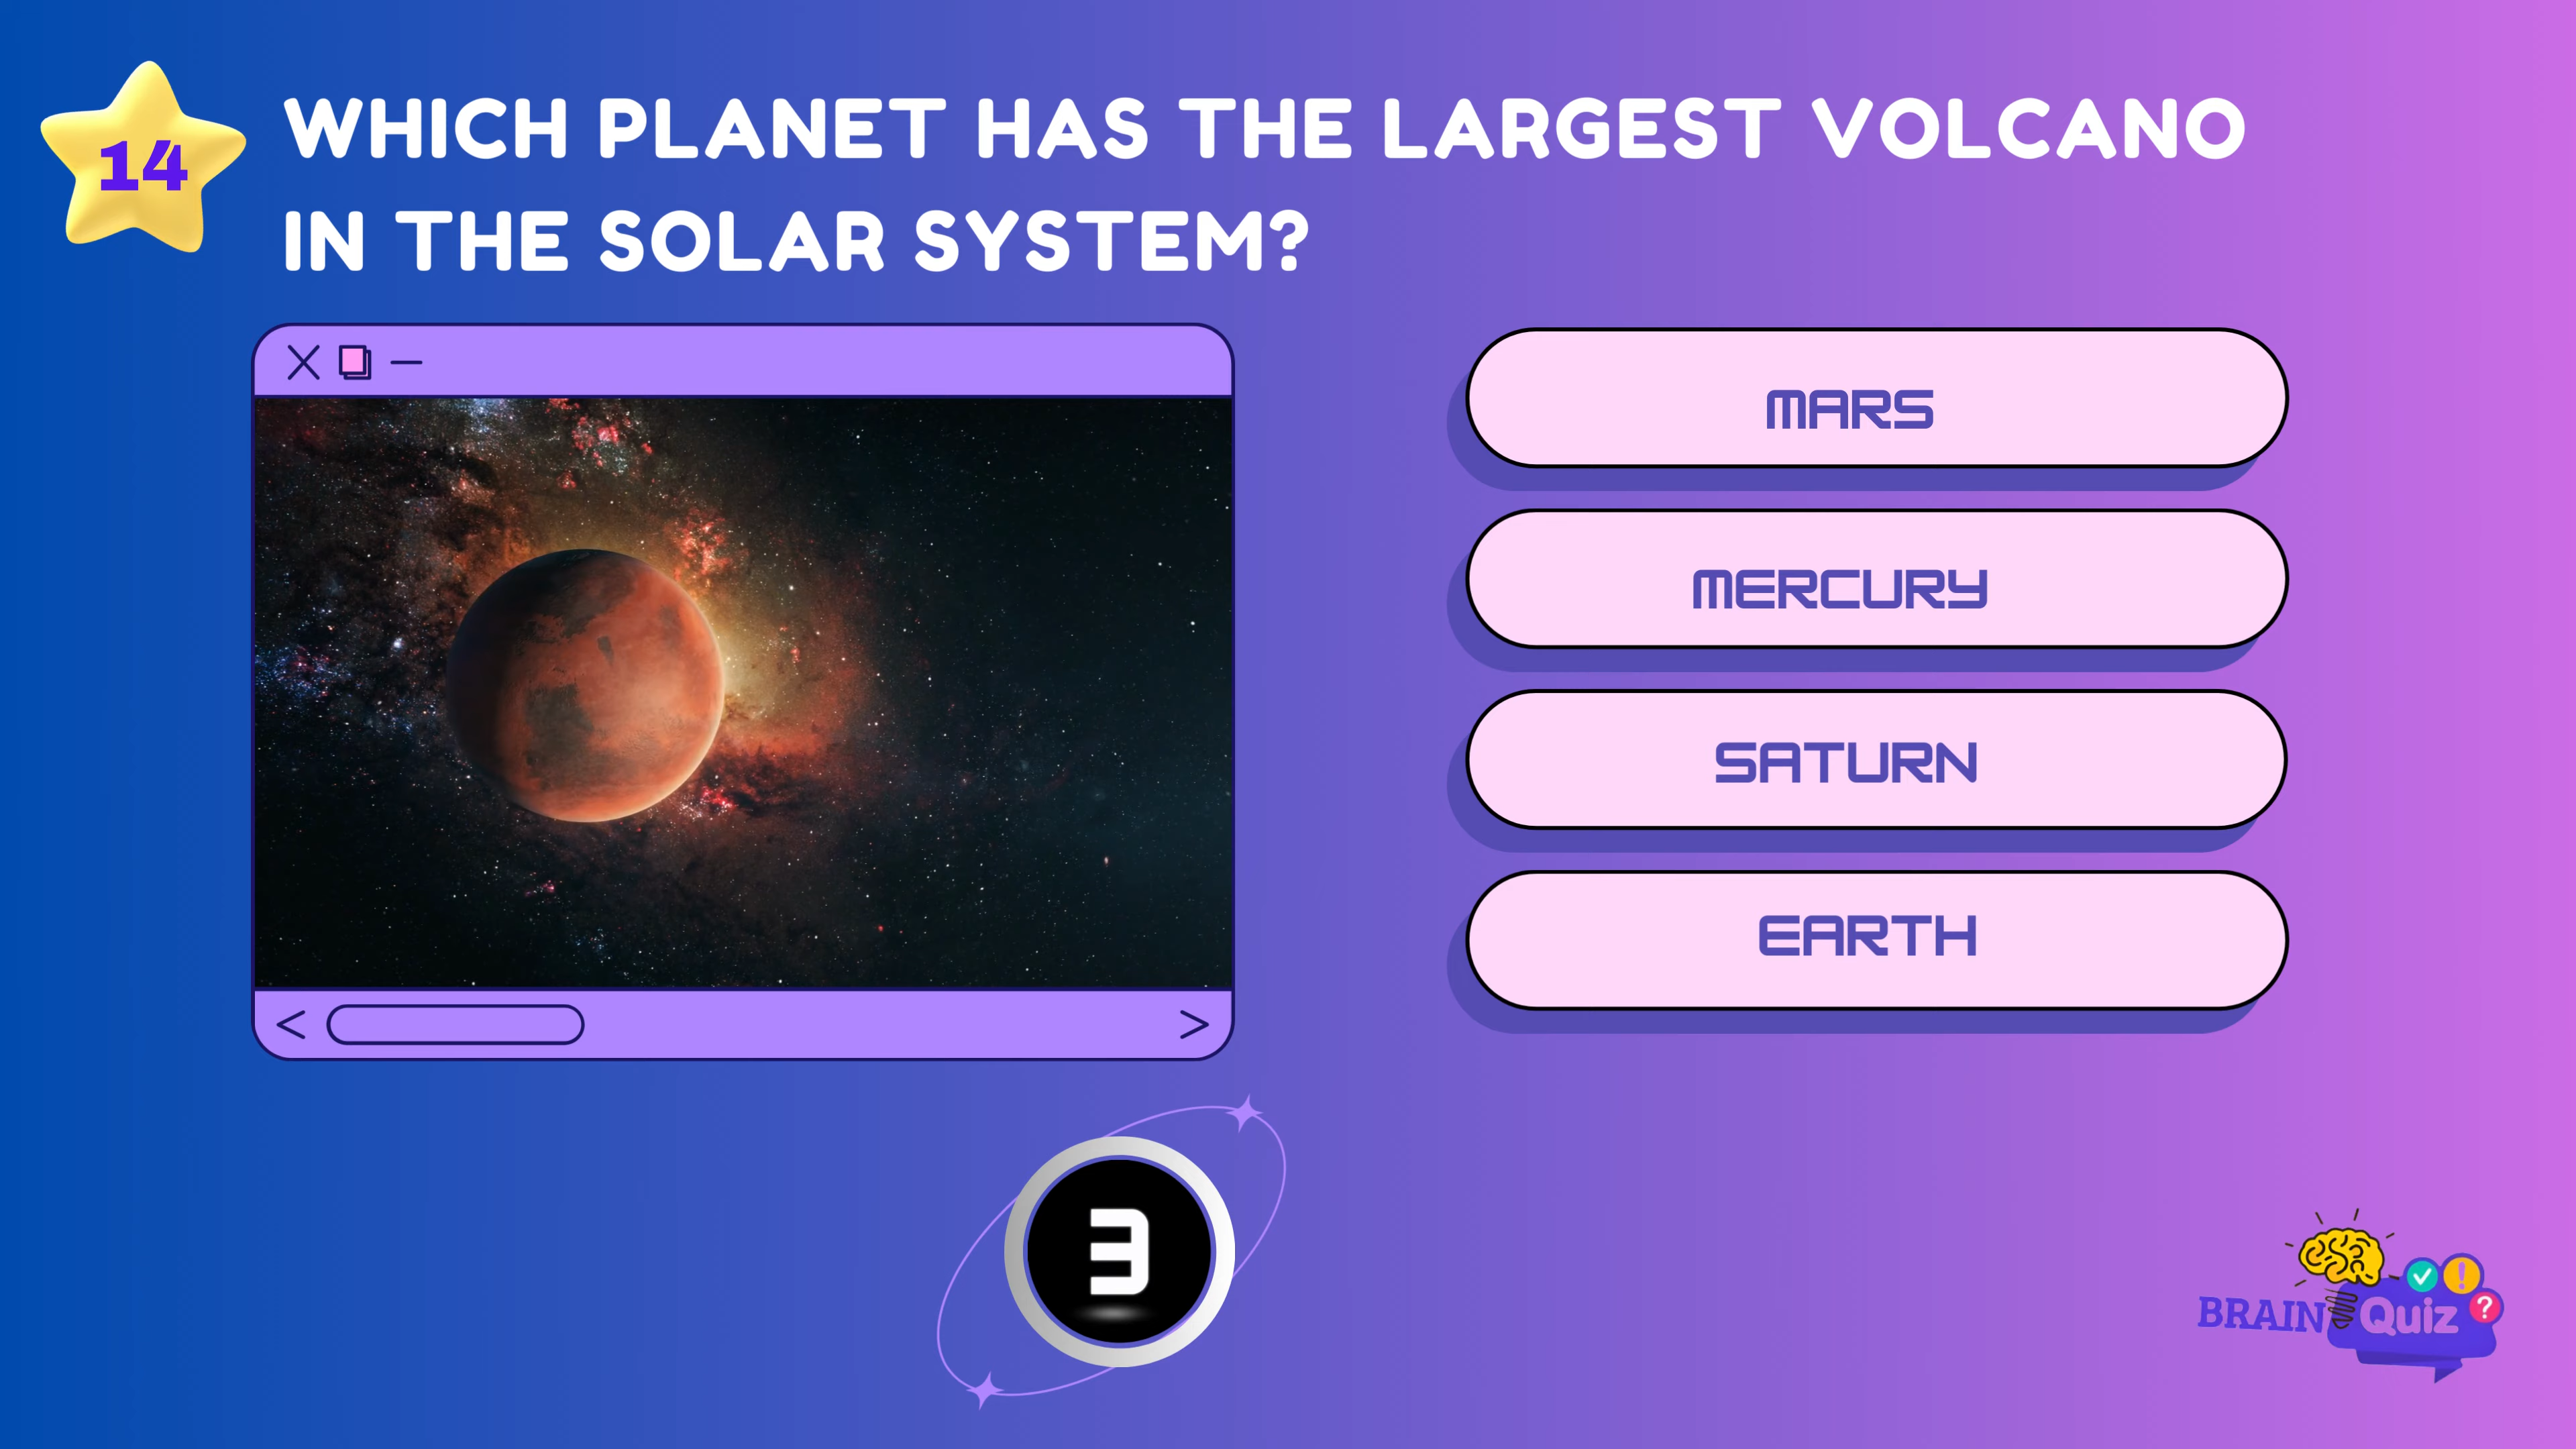 14
WHICH PLANET HAS THE LARGEST VOLCANO
IN THE SOLAR SYSTEM?
MARS
MERCURY
SATURN
EARTH
3
BRAIN Quiz